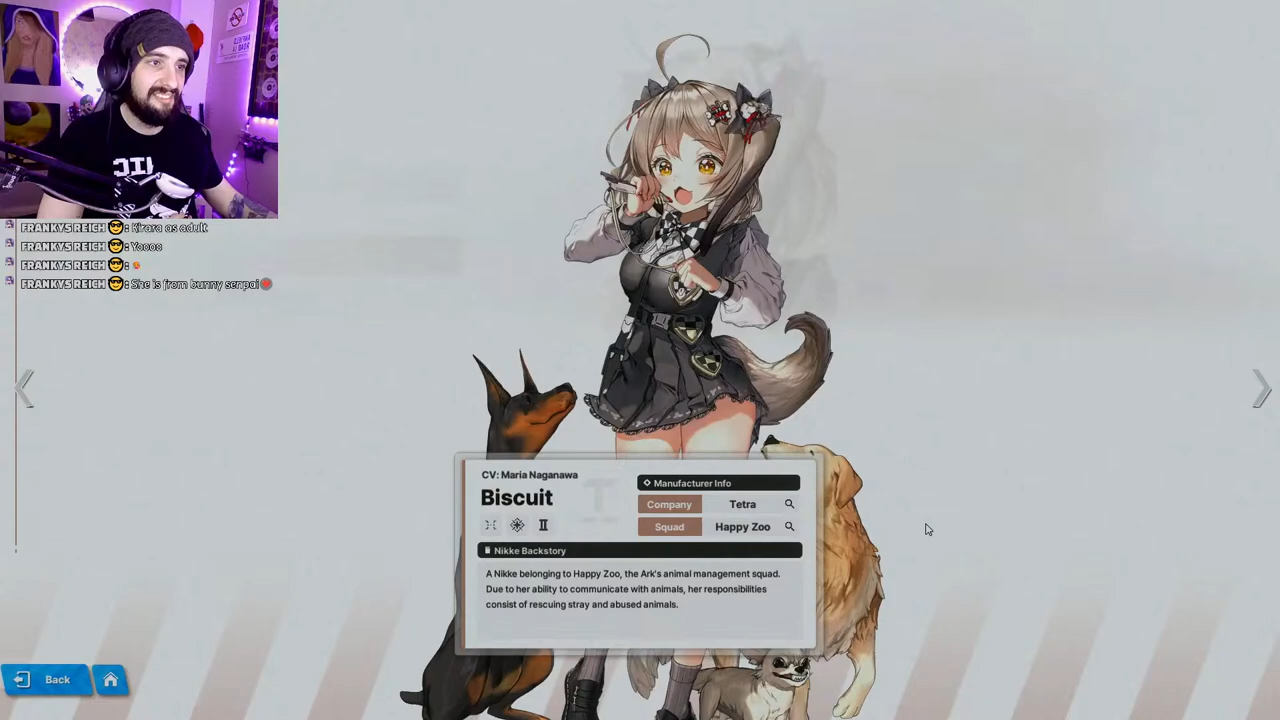 FRANKYS REICH 😎: Kirara as adult
FRANKYS REICH 😎: Yoooo
FRANKYS REICH 😎:
FRANKYS REICH 😎: She is from bunny senpai
CV: Maria Naganawa
Biscuit
Manufacturer Info
Company Tetra
Squad Happy Zoo
Nikke Backstory
A Nikke belonging to Happy Zoo, the Ark's animal management squad.
Due to her ability to communicate with animals, her responsibilities
consist of rescuing stray and abused animals.
Back